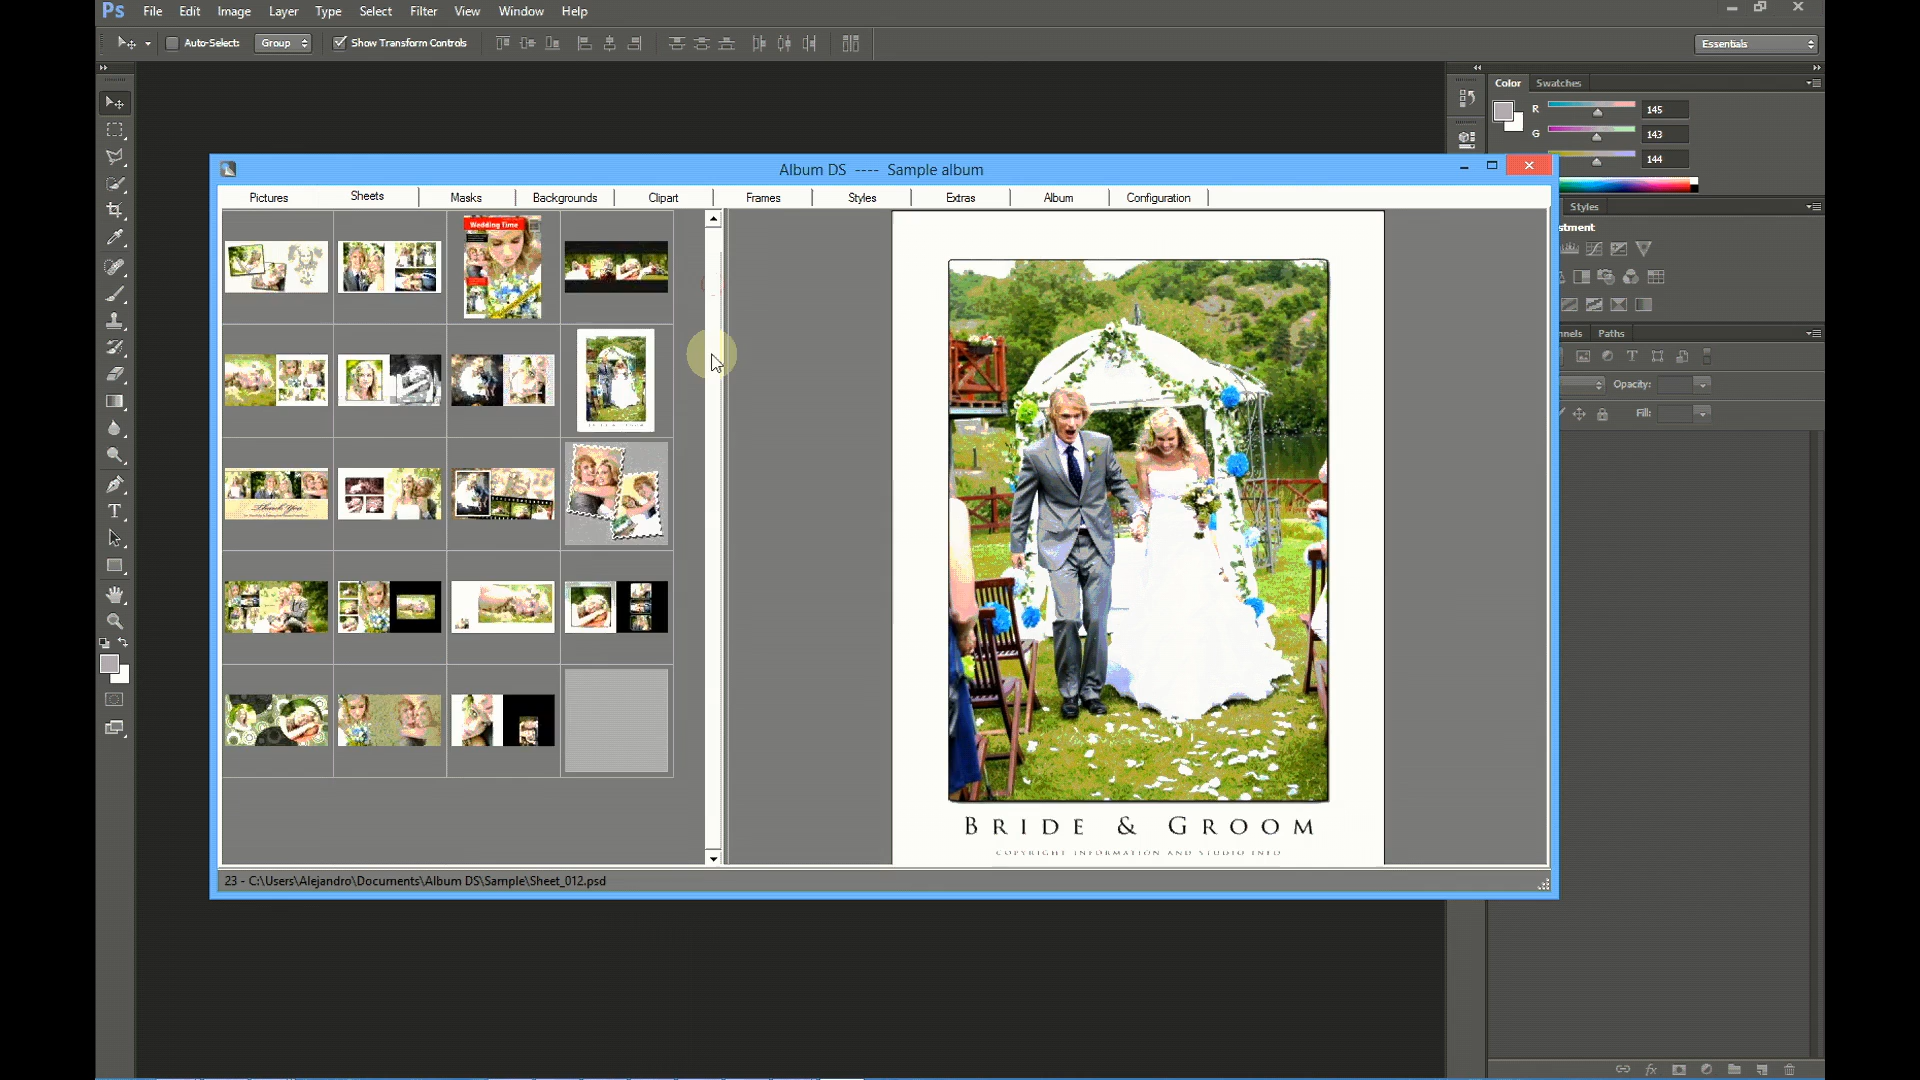 Ps File Edit Image Layer Type Select Filter View Window Help
Auto-Select: Group Show Transform Controls Essentials
Color Swatches
R 145
G 143
144
Album DS ---- Sample album
Pictures Sheets Masks Backgrounds Clipart Frames Styles Extras Album Configuration
Styles
stment
nnels Paths
Opacity:
Fill:
Wedding Time
Thank You
BRIDE & GROOM
COPYRIGHT INFORMATION AND STUDIO INFO
23 - C:\Users\Alejandro\Documents\Album DS\Sample\Sheet_012.psd